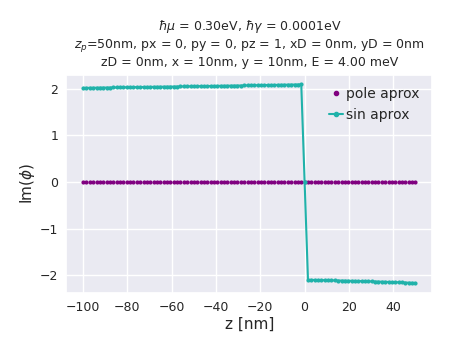 ħμ = 0.30eV, ħγ = 0.0001eV
zₚ=50nm, px = 0, py = 0, pz = 1, xD = 0nm, yD = 0nm
zD = 0nm, x = 10nm, y = 10nm, E = 4.00 meV
pole aprox
sin aprox
2
1
0
−1
−2
Im(ϕ)
−100 −80 −60 −40 −20 0 20 40
z [nm]